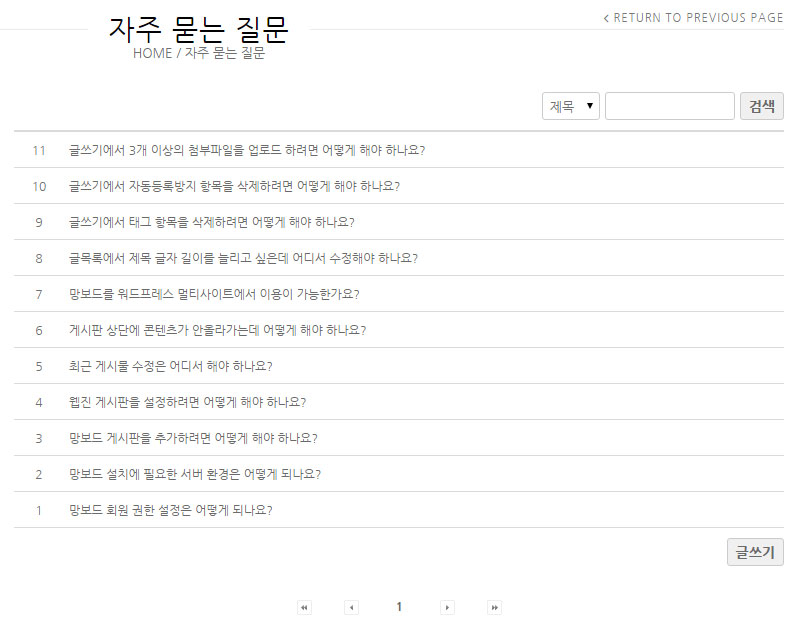 RETURN TO PREVIOUS PAGE
자주 묻는 질문
HOME / 자주 묻는 질문
제목 검색
11 글쓰기에서 3개 이상의 첨부파일을 업로드 하려면 어떻게 해야 하나요?
10 글쓰기에서 자동등록방지 항목을 삭제하려면 어떻게 해야 하나요?
9 글쓰기에서 태그 항목을 삭제하려면 어떻게 해야 하나요?
8 글목록에서 제목 글자 길이를 늘리고 싶은데 어디서 수정해야 하나요?
7 망보드를 워드프레스 멀티사이트에서 이용이 가능한가요?
6 게시판 상단에 콘텐츠가 안올라가는데 어떻게 해야 하나요?
5 최근 게시물 수정은 어디서 해야 하나요?
4 웹진 게시판을 설정하려면 어떻게 해야 하나요?
3 망보드 게시판을 추가하려면 어떻게 해야 하나요?
2 망보드 설치에 필요한 서버 환경은 어떻게 되나요?
1 망보드 회원 권한 설정은 어떻게 되나요?
글쓰기
1